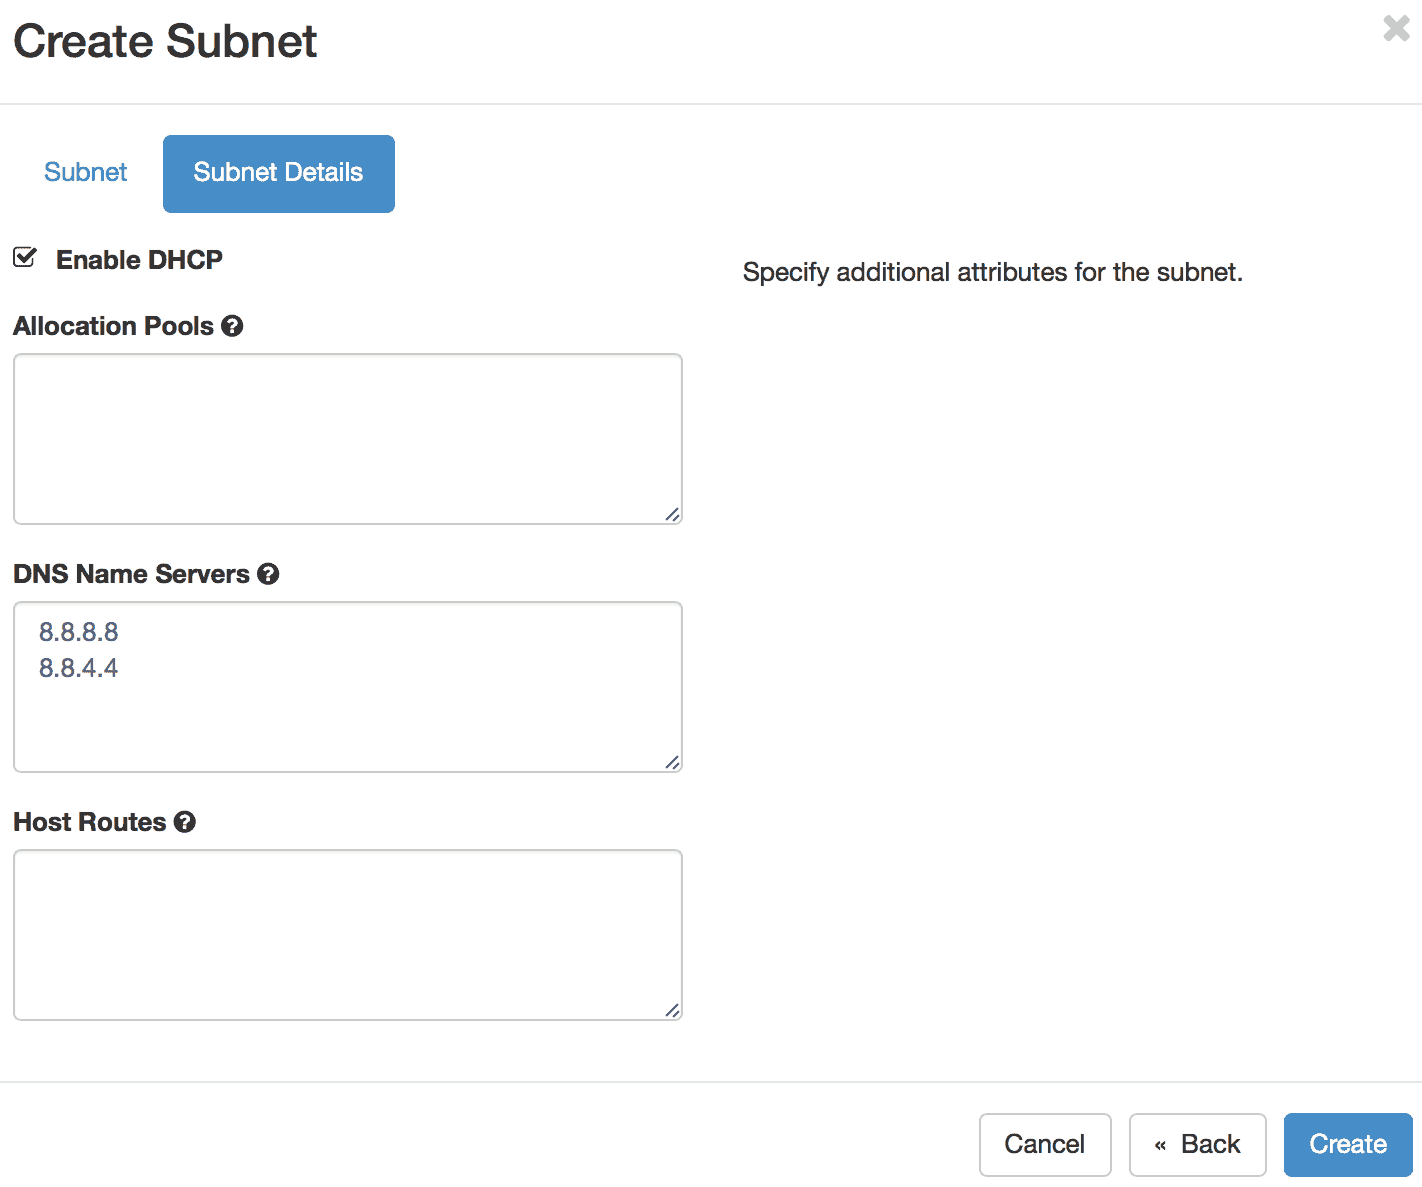 Create Subnet
Subnet
Subnet Details
Enable DHCP
Specify additional attributes for the subnet.
Allocation Pools
DNS Name Servers
8.8.8.8
8.8.4.4
Host Routes
Cancel
« Back
Create